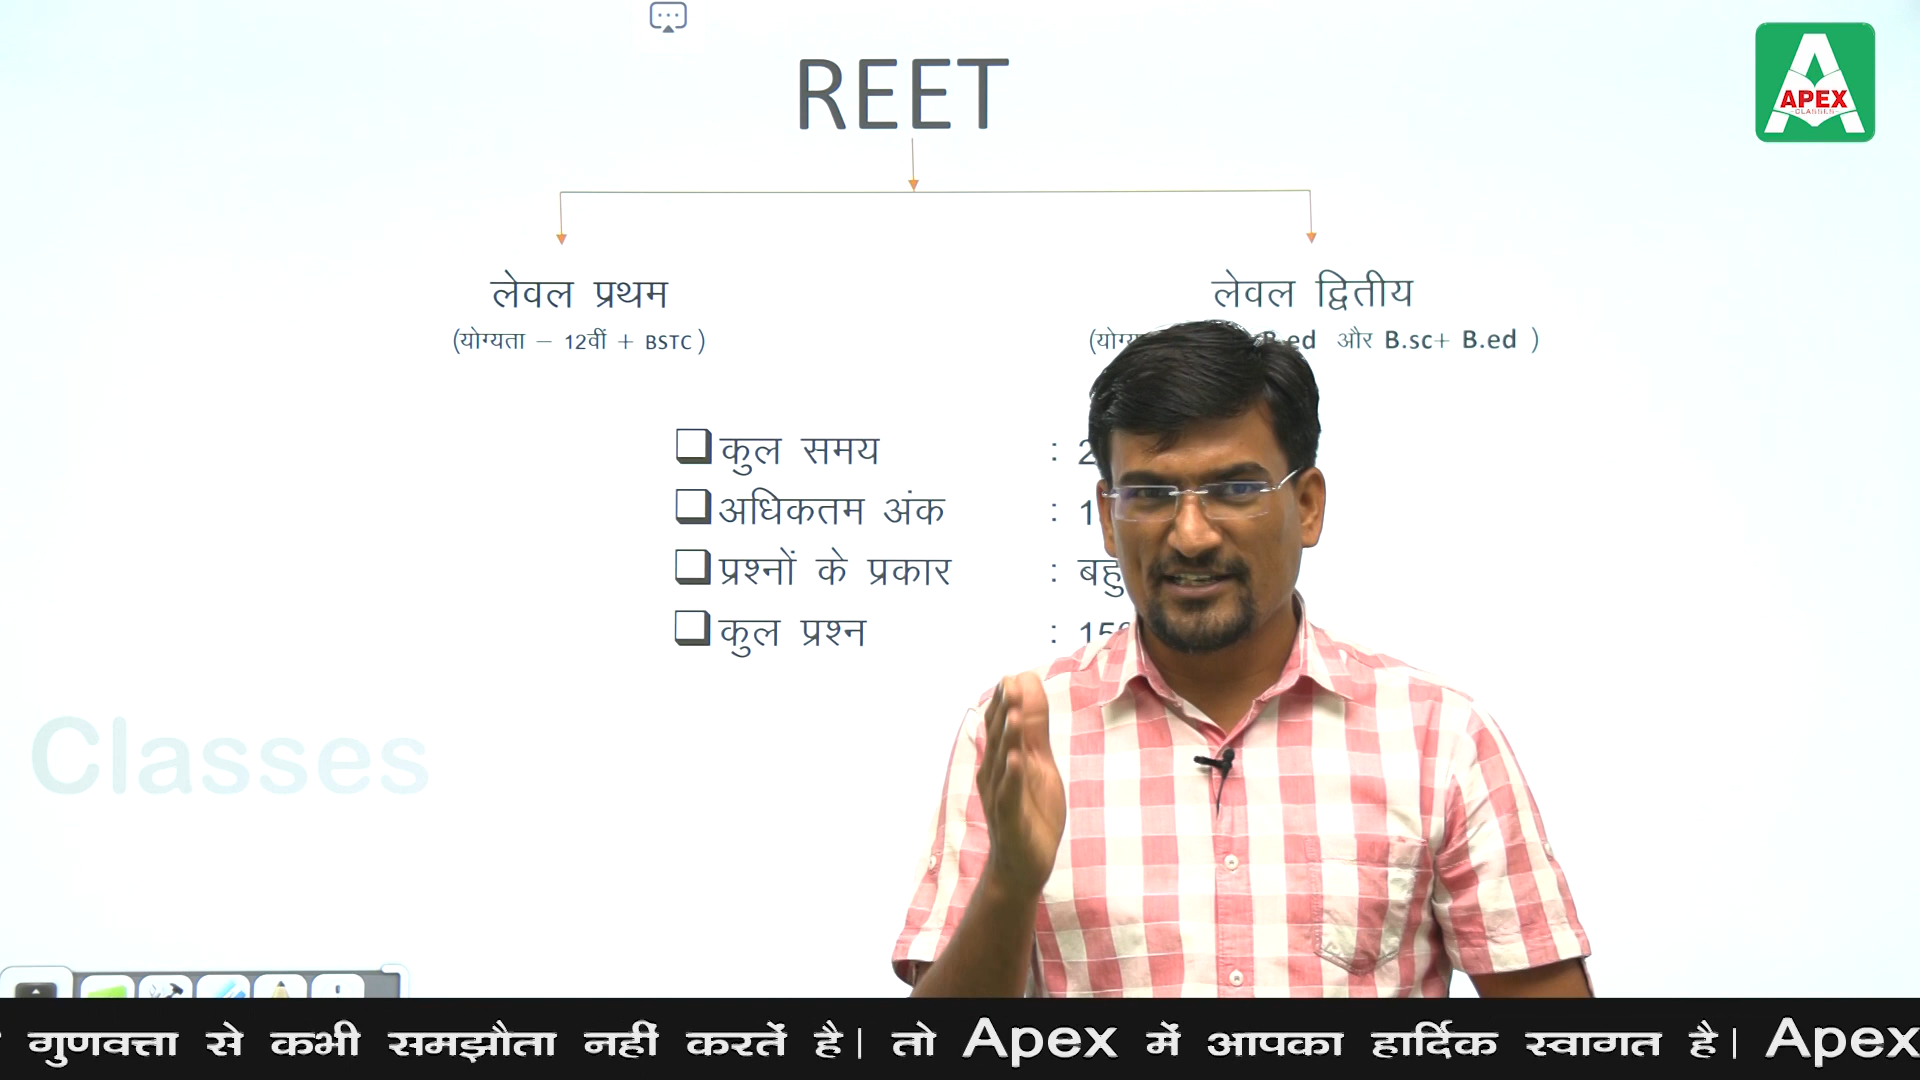 REET
APEX
CLASSES
लेवल प्रथम
लेवल द्वितीय
(योग्यता – 12वीं + BSTC )
B.ed और B.sc+ B.ed )
कुल समय :
अधिकतम अंक :
प्रश्नों के प्रकार :
कुल प्रश्न :
Classes
गुणवत्ता से कभी समझौता नहीं करतें है| तो Apex में आपका हार्दिक स्वागत है| Apex